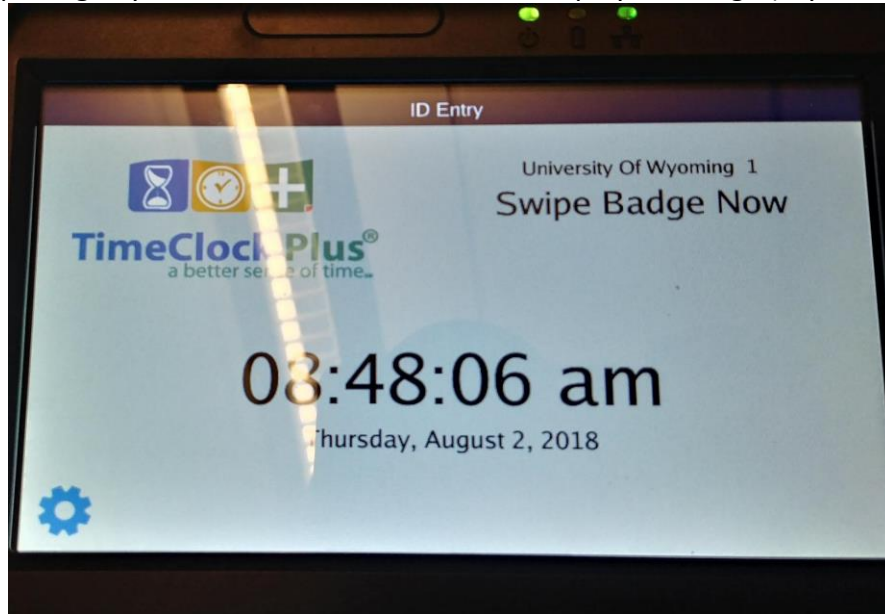 ID Entry
University Of Wyoming 1
Swipe Badge Now
TimeClock Plus®
a better sense of time.
08:48:06 am
Thursday, August 2, 2018